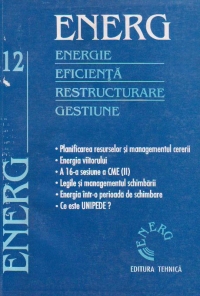 ENERG
12
ENERGIE
EFICIENȚĂ
RESTRUCTURARE
GESTIUNE
• Planificarea resurselor și managementul cererii
• Energia viitorului
• A 16-a sesiune a CME (II)
• Legile și managementul schimbării
• Energia într-o perioadă de schimbare
• Ce este UNIPEDE ?
ENERG
ENERG
EDITURA TEHNICĂ